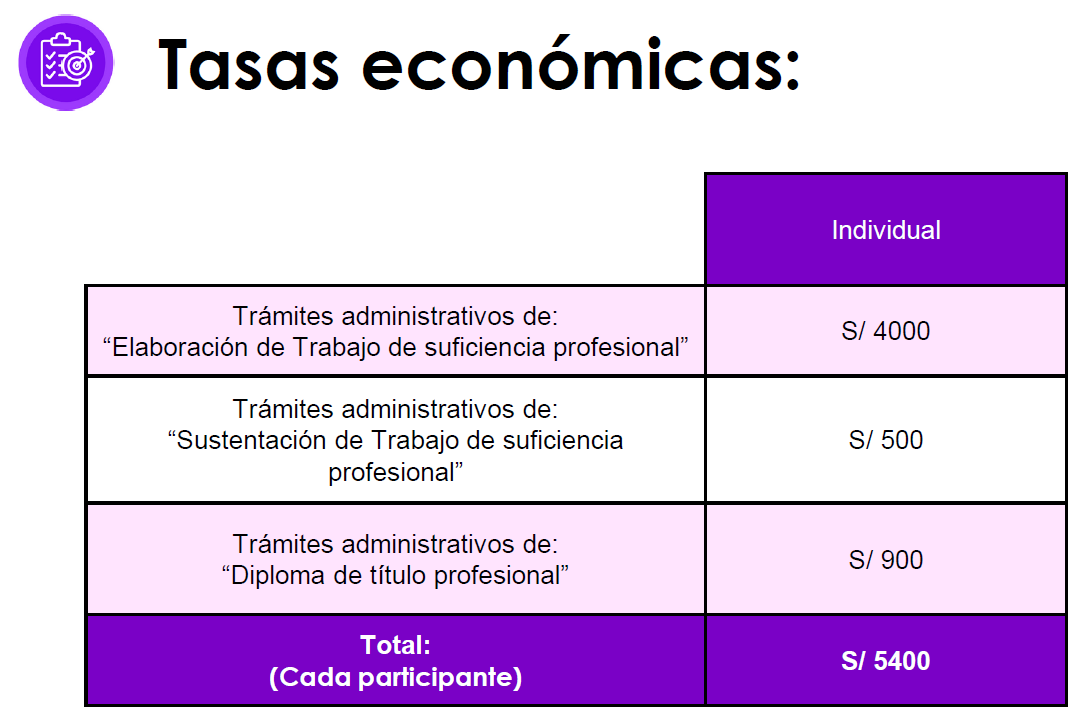 Tasas económicas:
Individual
Trámites administrativos de:
“Elaboración de Trabajo de suficiencia profesional”
S/ 4000
Trámites administrativos de:
“Sustentación de Trabajo de suficiencia
profesional”
S/ 500
Trámites administrativos de:
“Diploma de título profesional”
S/ 900
Total:
(Cada participante)
S/ 5400